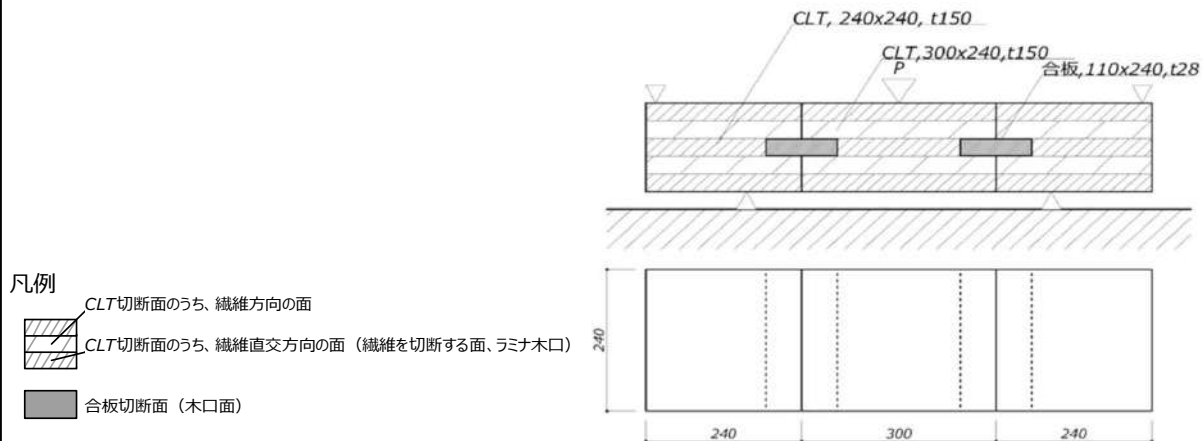 CLT, 240x240, t150
CLT,300x240,t150
P
合板,110x240,t28
凡例
CLT切断面のうち、繊維方向の面
CLT切断面のうち、繊維直交方向の面（繊維を切断する面、ラミナ木口）
合板切断面（木口面）
240
240
300
240